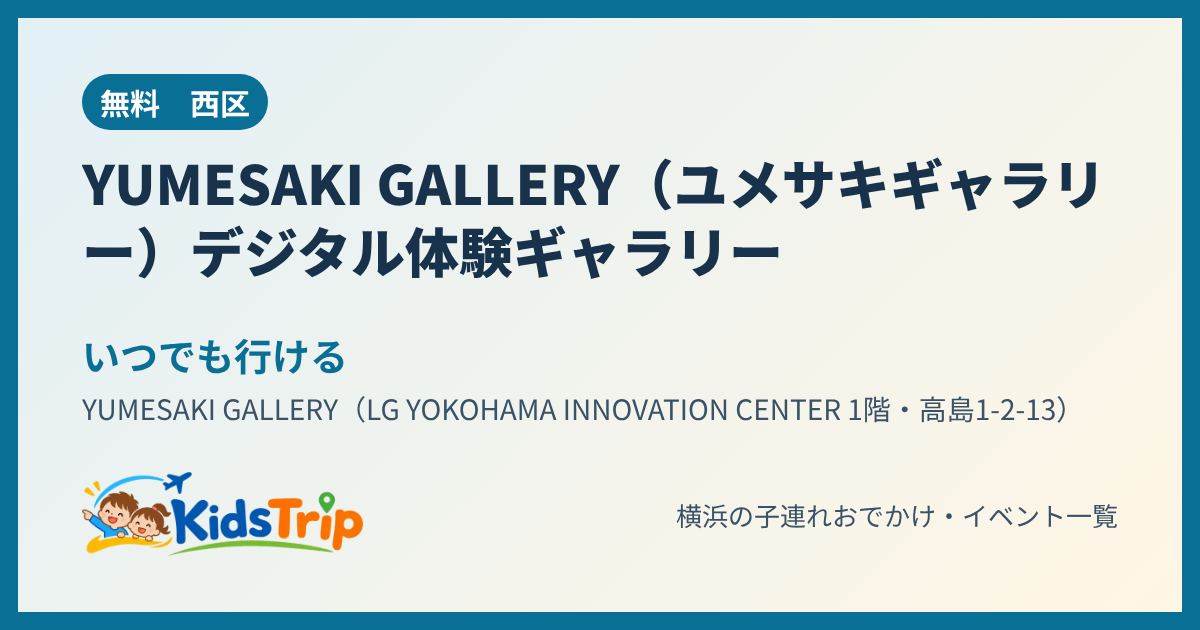 無料　西区
YUMESAKI GALLERY（ユメサキギャラリ
ー）デジタル体験ギャラリー
いつでも行ける
YUMESAKI GALLERY（LG YOKOHAMA INNOVATION CENTER 1階・高島1-2-13）
KidsTrip
横浜の子連れおでかけ・イベント一覧